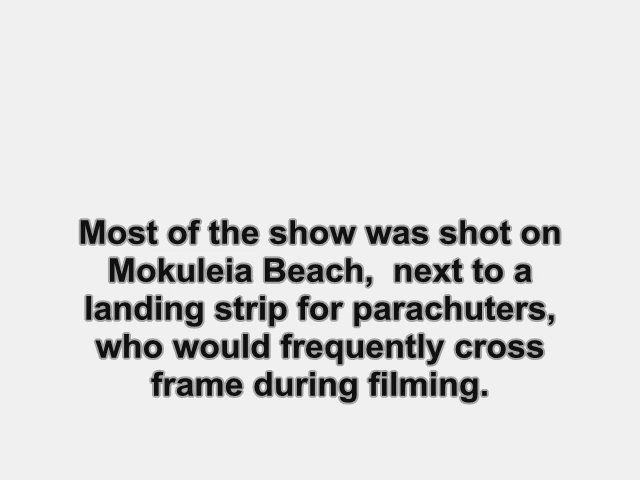 Most of the show was shot on
Mokuleia Beach,  next to a
landing strip for parachuters,
who would frequently cross
frame during filming.